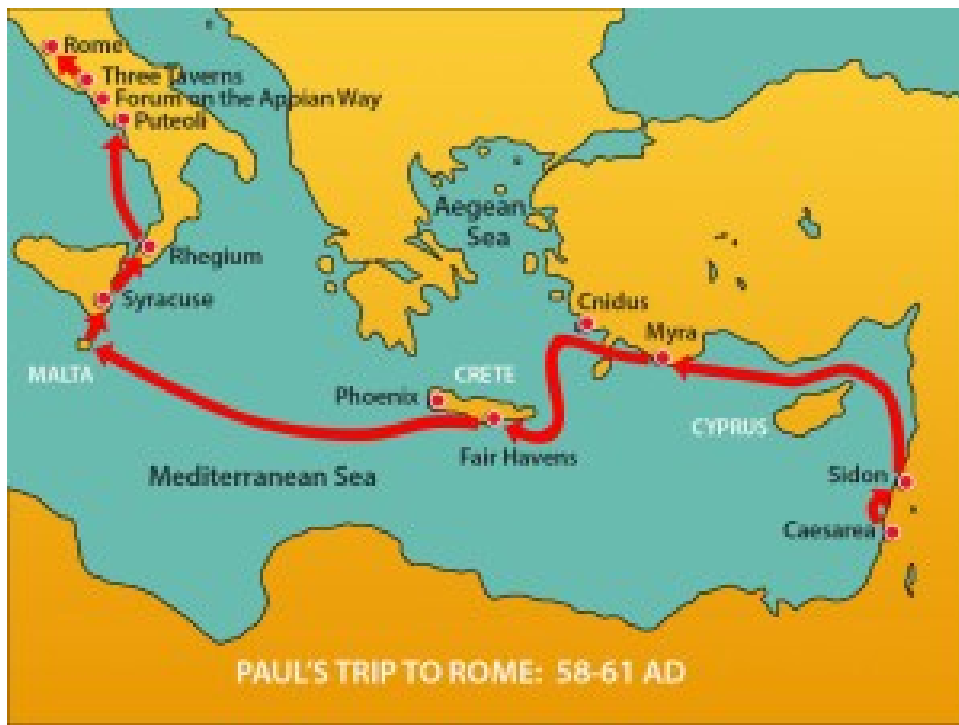 Rome
Three Taverns
Forum on the Appian Way
Puteoli
Aegean
Sea
Rhegium
Syracuse
Cnidus
Myra
MALTA
CRETE
Phoenix
CYPRUS
Fair Havens
Mediterranean Sea
Sidon
Caesarea
PAUL'S TRIP TO ROME: 58-61 AD